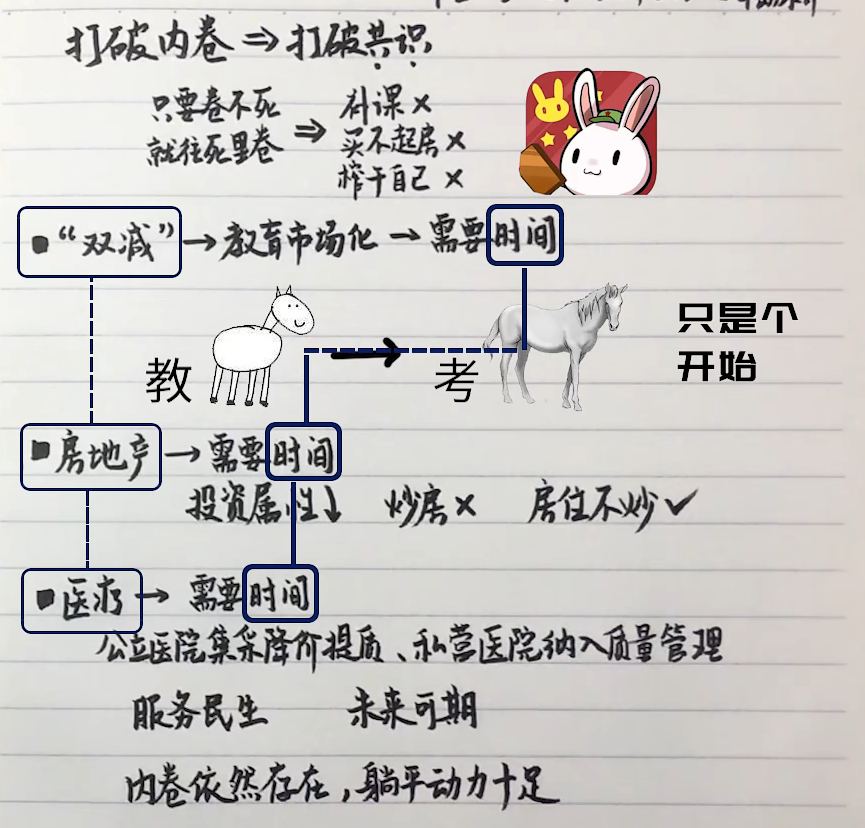 打破内卷⇒打破共识
只要卷不死
就往死里卷
⇒
补课×
买不起房×
榨干自己×
■“双减”→教育市场化→需要时间
只是个
开始
教 → 考
■房地产→需要时间
投资属性↓ 炒房× 房住不炒✓
■医疗→需要时间
公立医院集采降价提质、私营医院纳入质量管理
服务民生 未来可期
内卷依然存在,躺平动力十足